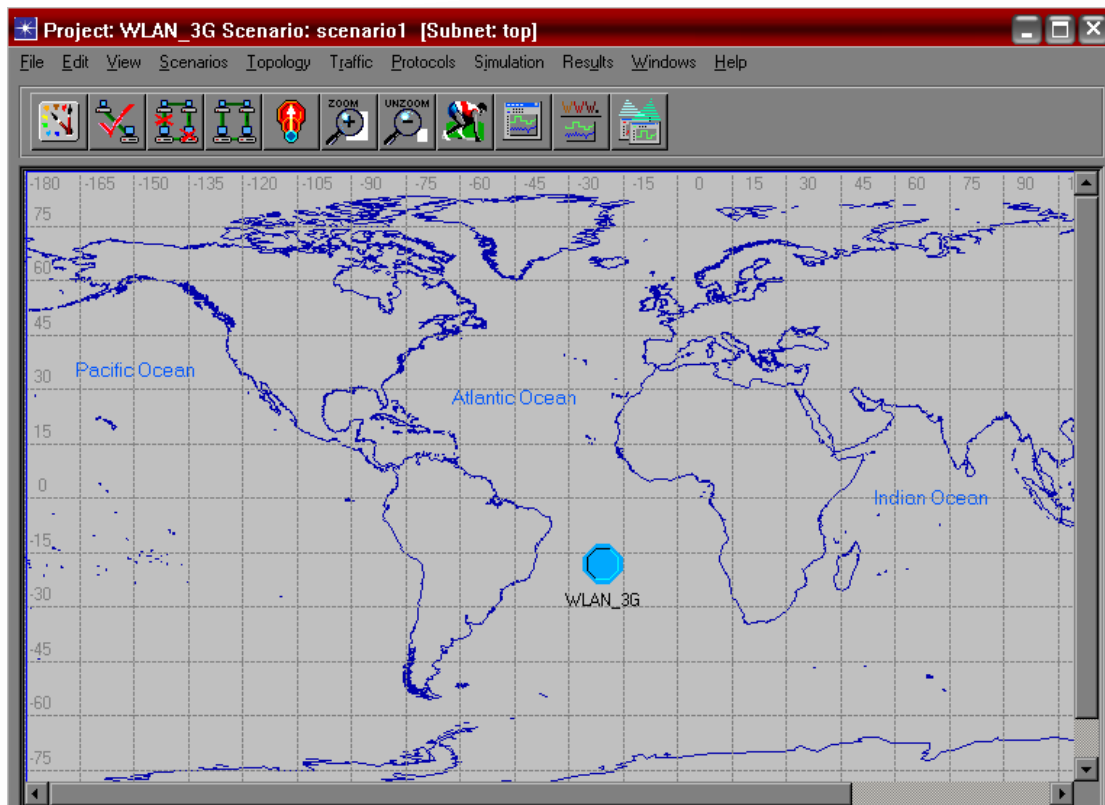 Project: WLAN_3G Scenario: scenario1 [Subnet: top]
File Edit View Scenarios Topology Traffic Protocols Simulation Results Windows Help
ZOOM UNZOOM
-180 -165 -150 -135 -120 -105 -90 -75 -60 -45 -30 -15 0 15 30 45 60 75 90
75
60
45
Pacific Ocean
30
Atlantic Ocean
15
0
Indian Ocean
-15
WLAN_3G
-30
-45
-60
-75